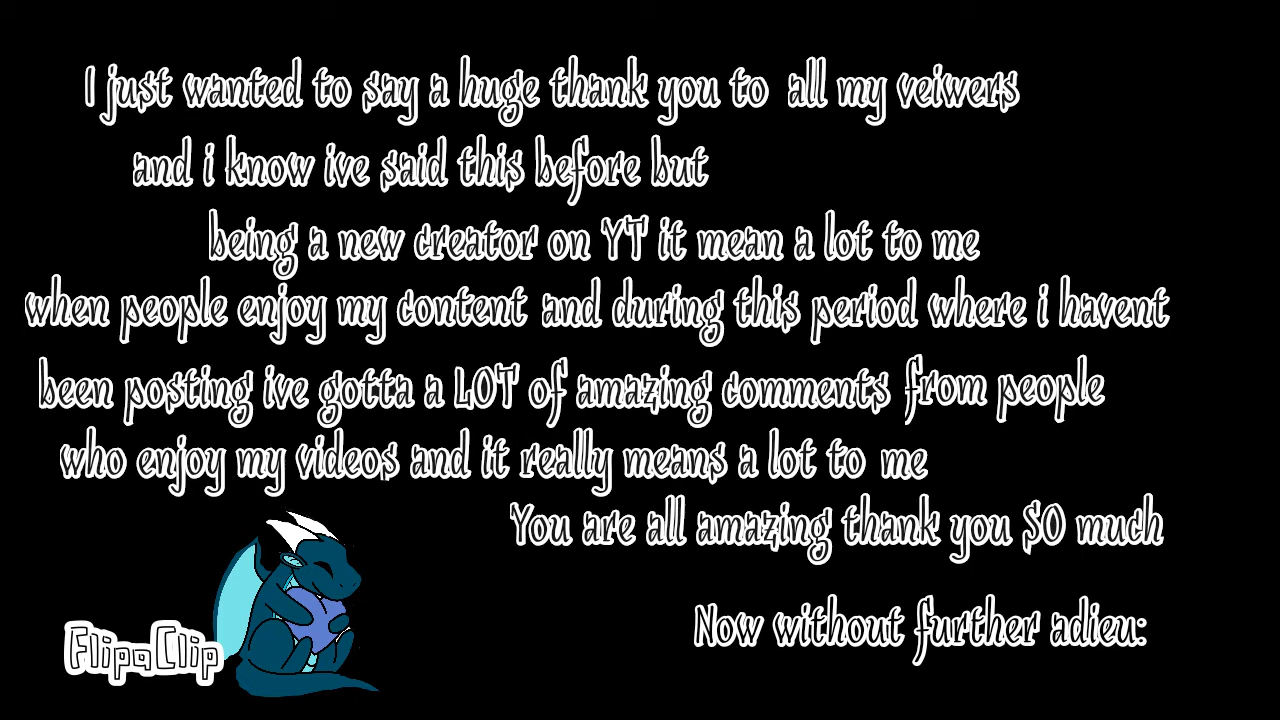 I just wanted to say a huge thank you to all my veiwers
and i know ive said this before but
being a new creator on YT it mean a lot to me
when people enjoy my content and during this period where i havent
been posting ive gotta a LOT of amazing comments from people
who enjoy my videos and it really means a lot to me
You are all amazing thank you SO much
Now without further adieu:
FlipaClip